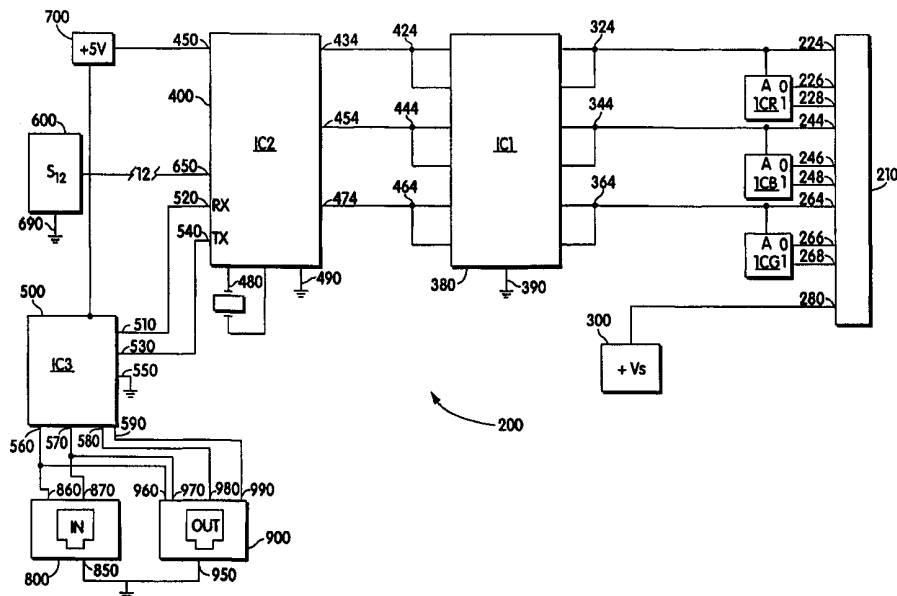 700 +5V 450 434 424 324 224
400 A 0 226
1 228
600 IC2 454 444 IC1 344 ICR 244
S12 12 650 A 0 246
1 248 210
690 520 RX 474 464 364 ICB 264
540 TX A 0 266
1 268
480 490 380 390 ICG
500 510 300 280
IC3 530 +Vs
550
590 200
560 570 580
860 870 960 970 980 990
IN OUT 900
800 850 950